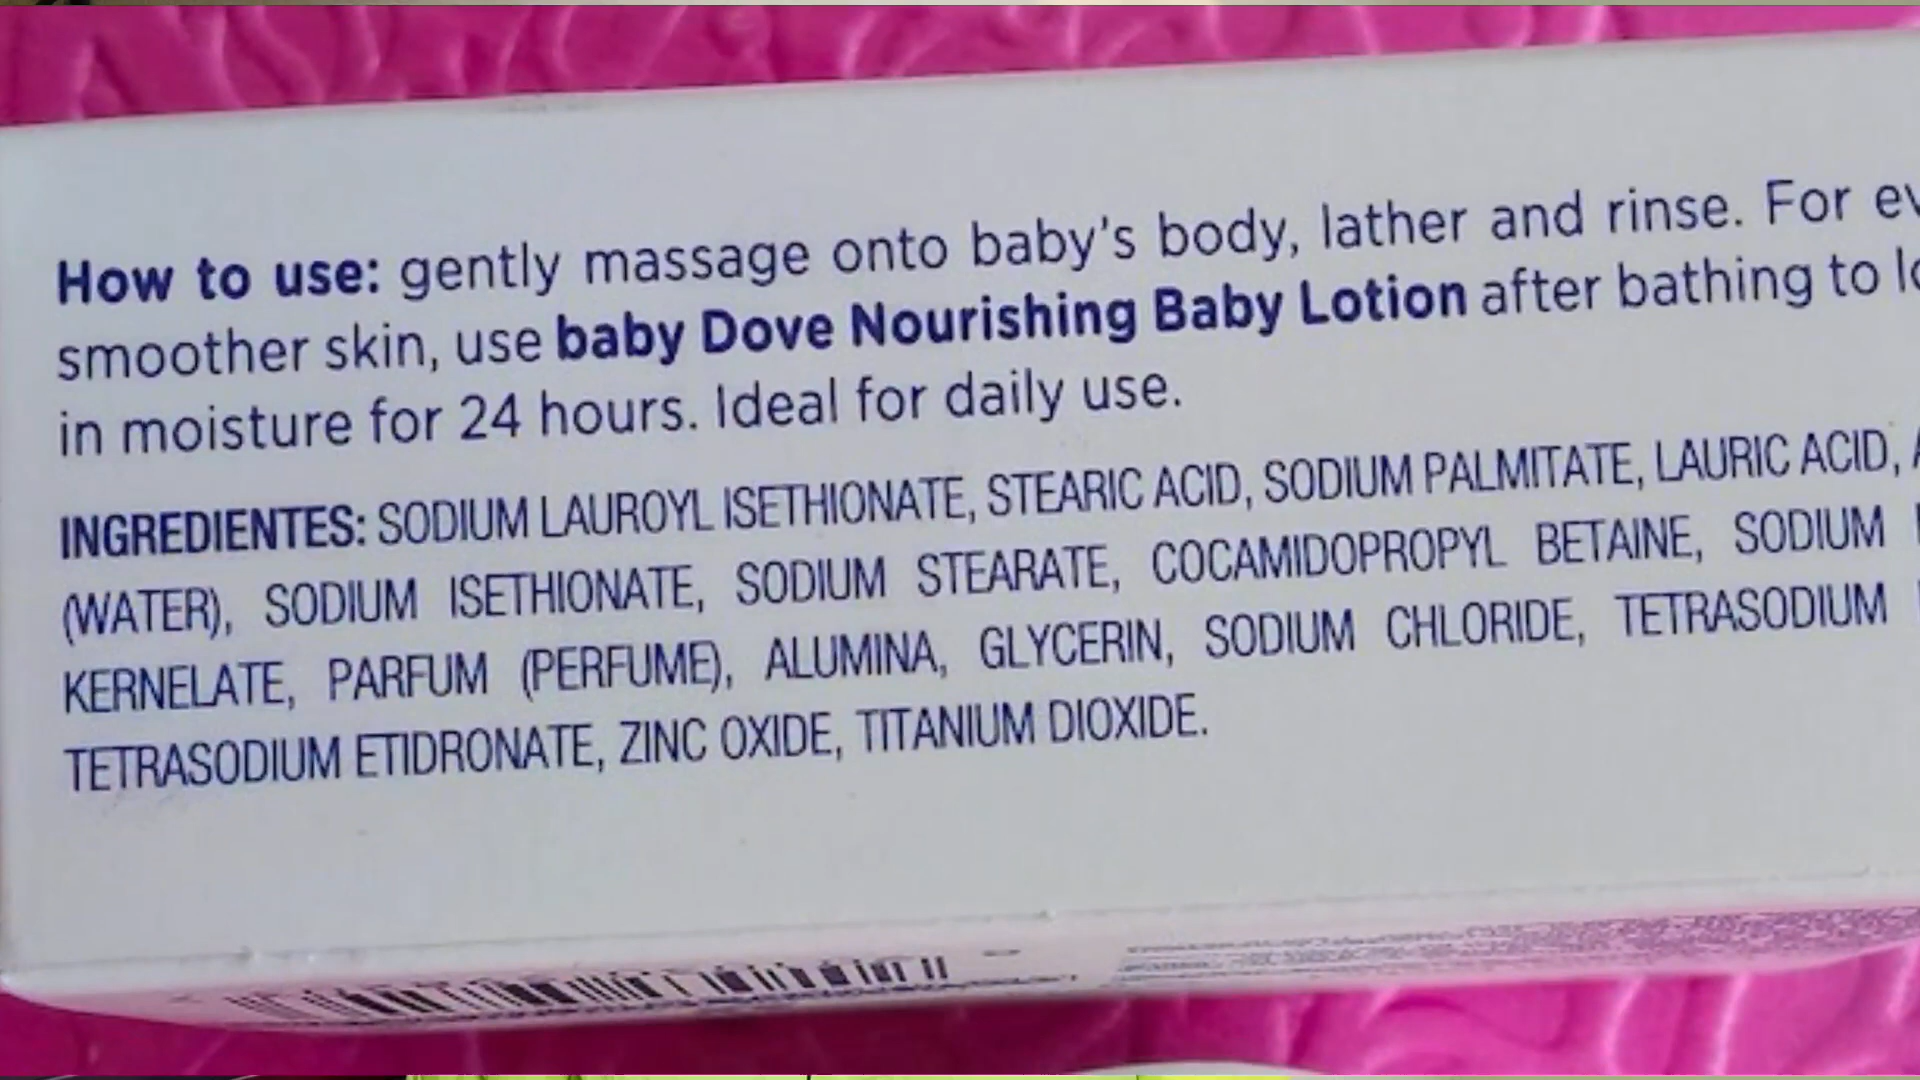 How to use: gently massage onto baby's body, lather and rinse. For
smoother skin, use baby Dove Nourishing Baby Lotion after bathing to
in moisture for 24 hours. Ideal for daily use.
INGREDIENTES: SODIUM LAUROYL ISETHIONATE, STEARIC ACID, SODIUM PALMITATE, LAURIC ACID,
(WATER), SODIUM ISETHIONATE, SODIUM STEARATE, COCAMIDOPROPYL BETAINE, SODIUM
KERNELATE, PARFUM (PERFUME), ALUMINA, GLYCERIN, SODIUM CHLORIDE, TETRASODIUM
TETRASODIUM ETIDRONATE, ZINC OXIDE, TITANIUM DIOXIDE.